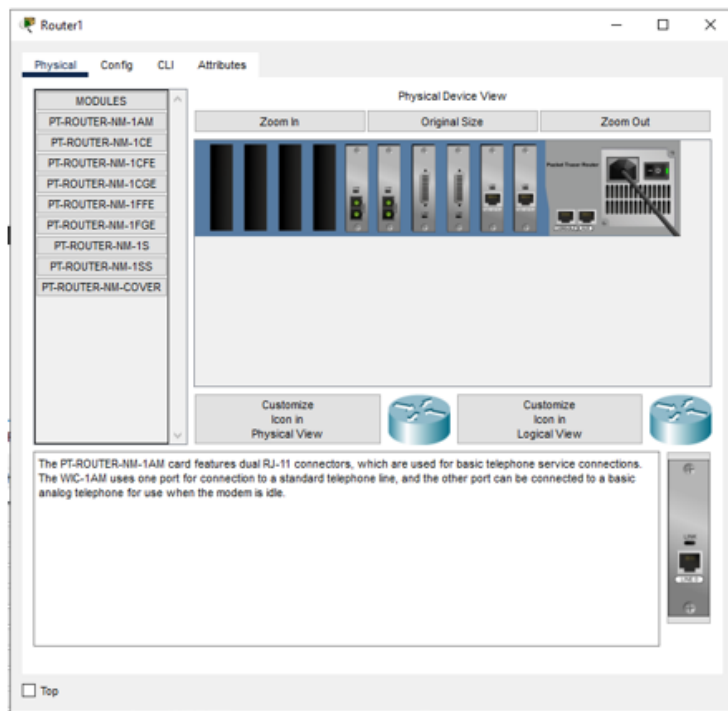 Router1
Physical Config CLI Attributes
MODULES
PT-ROUTER-NM-1AM
PT-ROUTER-NM-1CE
PT-ROUTER-NM-1CFE
PT-ROUTER-NM-1CGE
PT-ROUTER-NM-1FFE
PT-ROUTER-NM-1FGE
PT-ROUTER-NM-1S
PT-ROUTER-NM-1SS
PT-ROUTER-NM-COVER
Physical Device View
Zoom In Original Size Zoom Out
Packet Tracer Router
Customize
Icon in
Physical View
Customize
Icon in
Logical View
The PT-ROUTER-NM-1AM card features dual RJ-11 connectors, which are used for basic telephone service connections.
The WIC-1AM uses one port for connection to a standard telephone line, and the other port can be connected to a basic
analog telephone for use when the modem is idle.
LINK
Top